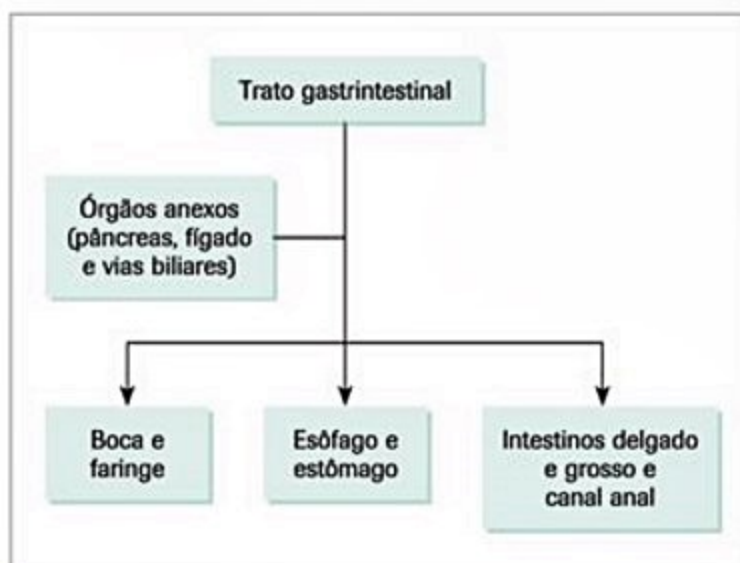 Trato gastrintestinal
Órgãos anexos
(pâncreas, fígado
e vias biliares)
Boca e
faringe
Esôfago e
estômago
Intestinos delgado
e grosso e
canal anal